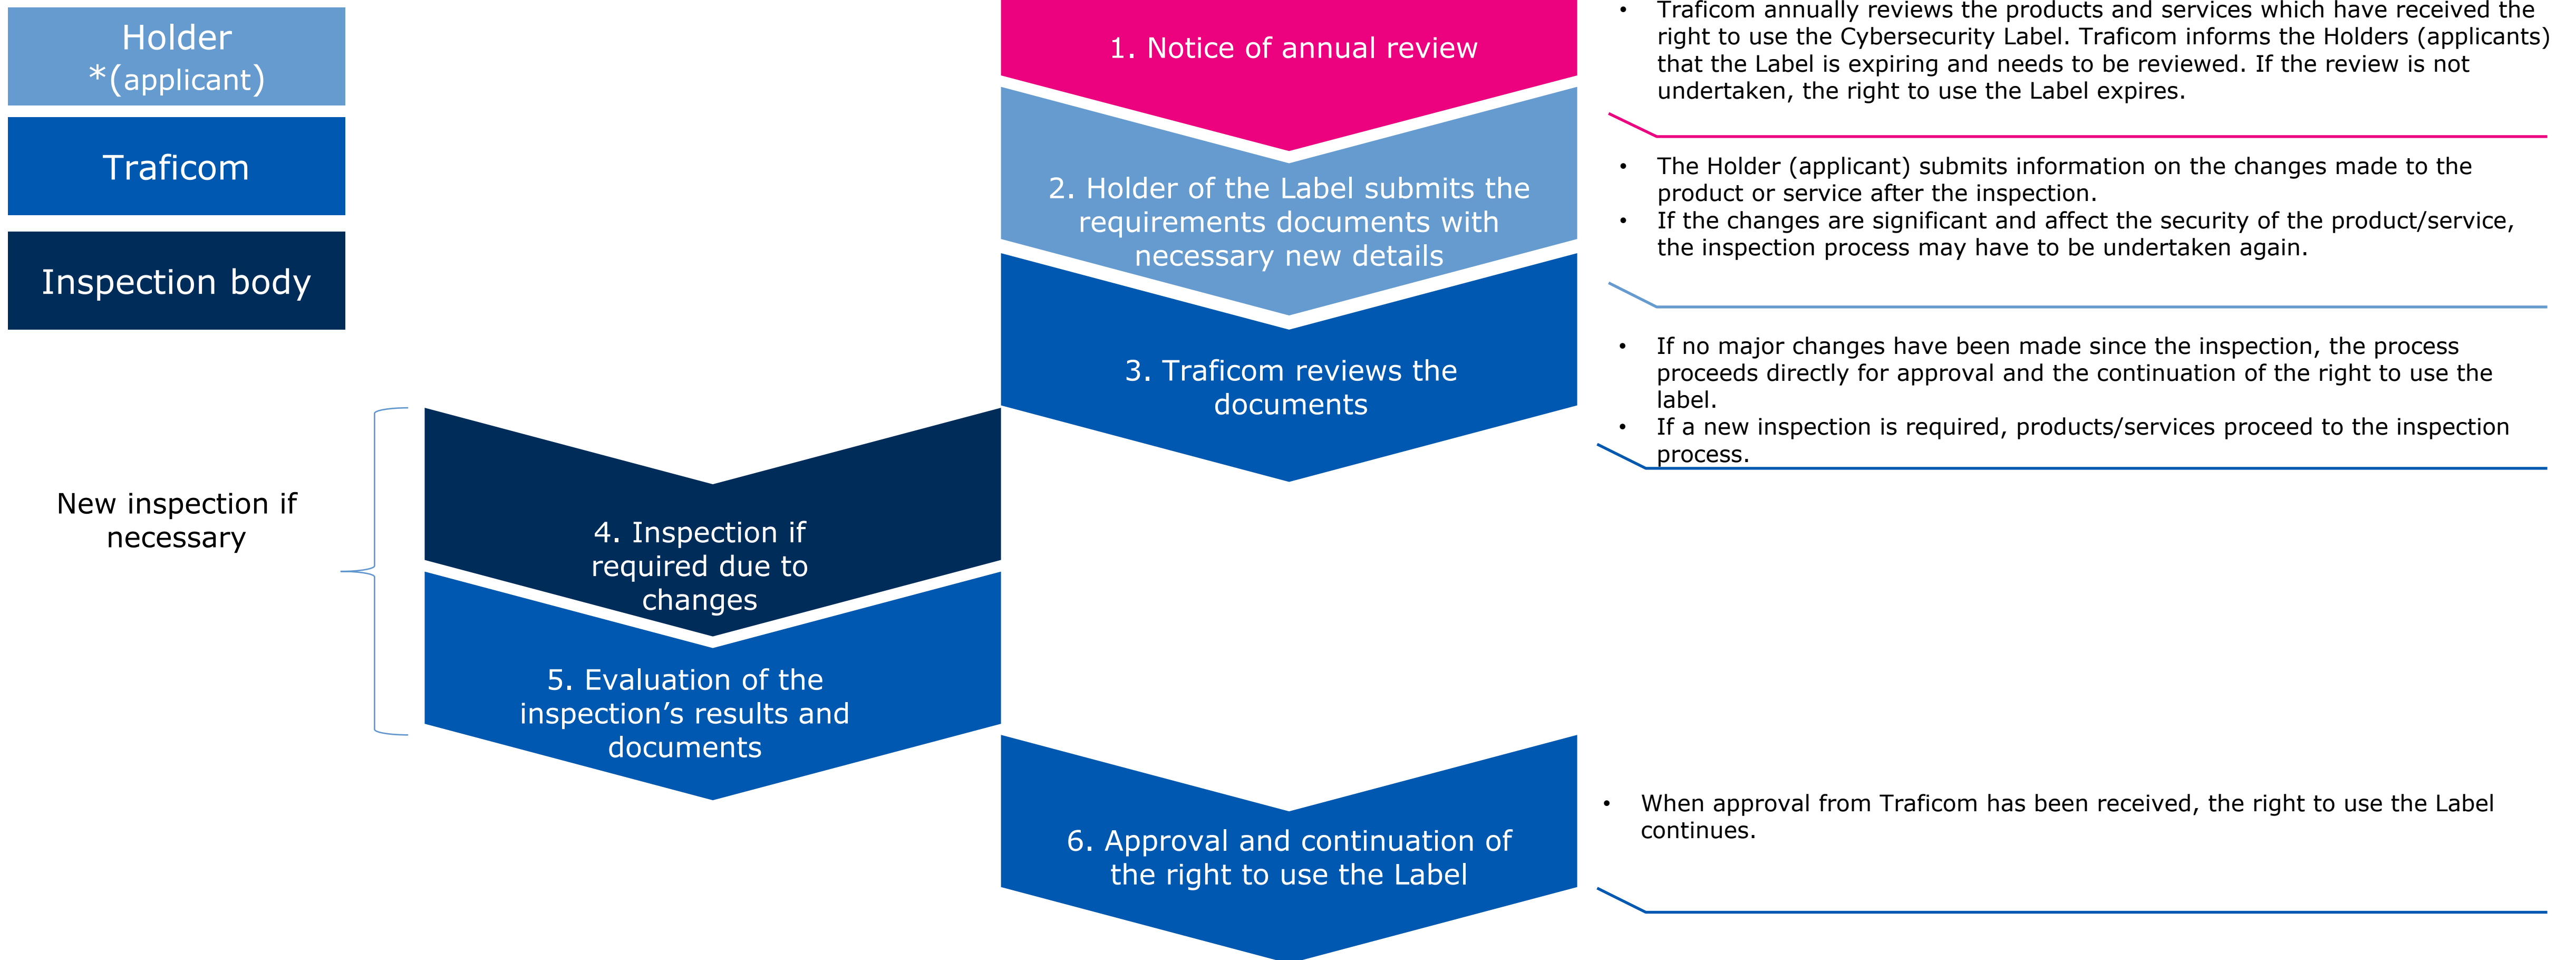 Holder
*(applicant)
Traficom
Inspection body
1. Notice of annual review
• Traficom annually reviews the products and services which have received the
right to use the Cybersecurity Label. Traficom informs the Holders (applicants)
that the Label is expiring and needs to be reviewed. If the review is not
undertaken, the right to use the Label expires.
2. Holder of the Label submits the
requirements documents with
necessary new details
• The Holder (applicant) submits information on the changes made to the
product or service after the inspection.
• If the changes are significant and affect the security of the product/service,
the inspection process may have to be undertaken again.
3. Traficom reviews the
documents
• If no major changes have been made since the inspection, the process
proceeds directly for approval and the continuation of the right to use the
label.
• If a new inspection is required, products/services proceed to the inspection
process.
New inspection if
necessary
4. Inspection if
required due to
changes
5. Evaluation of the
inspection’s results and
documents
6. Approval and continuation of
the right to use the Label
• When approval from Traficom has been received, the right to use the Label
continues.